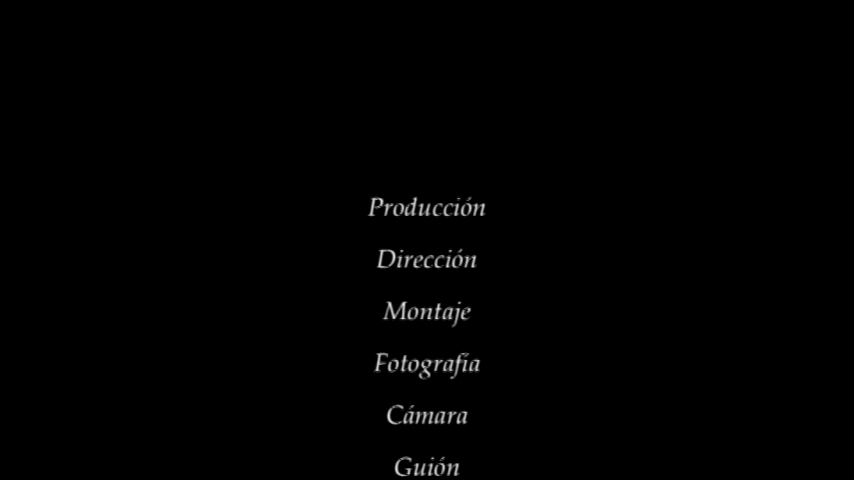 Producción
Dirección
Montaje
Fotografía
Cámara
Guión